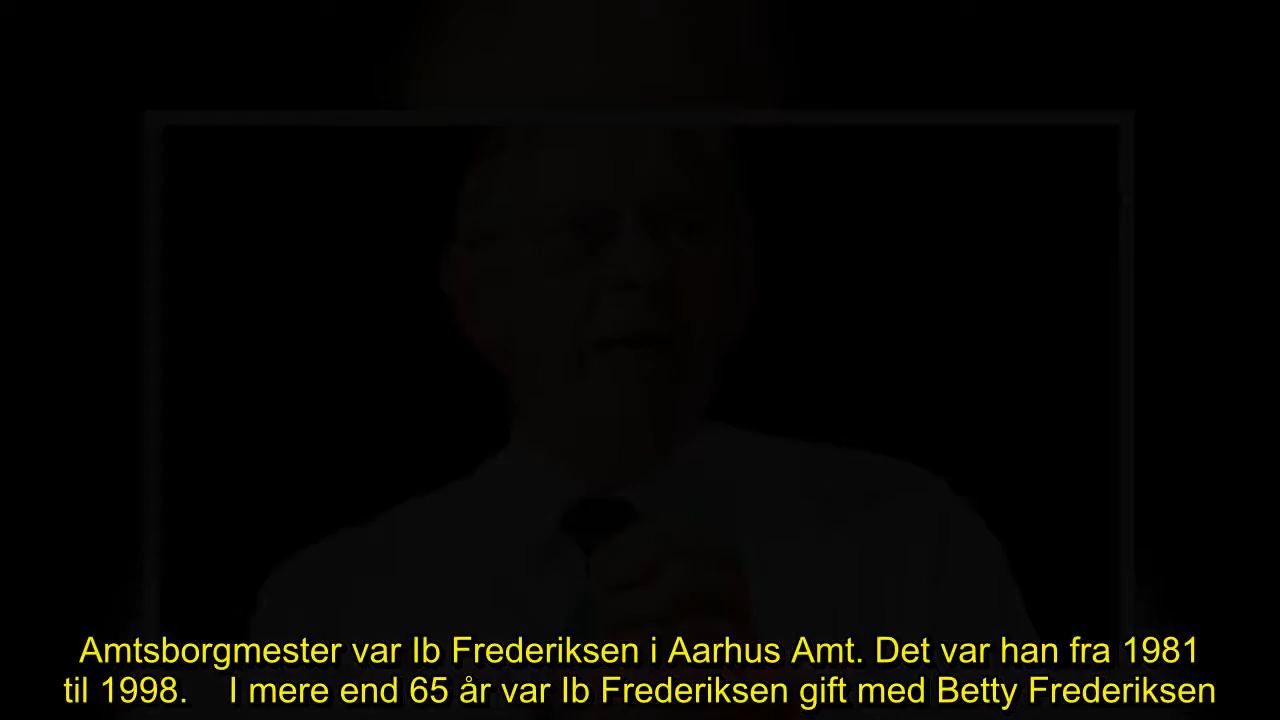 Amtsborgmester var Ib Frederiksen i Aarhus Amt. Det var han fra 1981
til 1998. I mere end 65 år var Ib Frederiksen gift med Betty Frederiksen